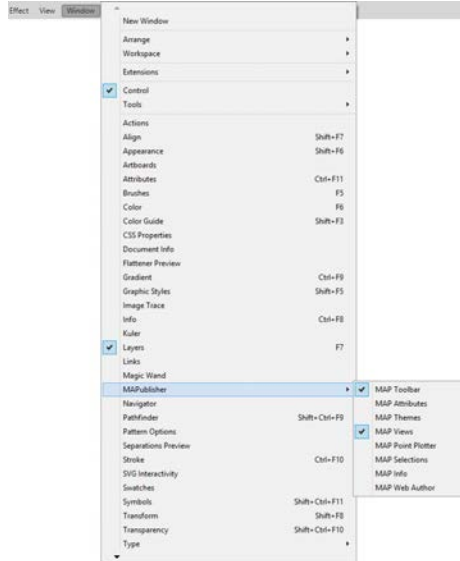 Effect View Window
New Window
Arrange
Workspace
Extensions
Control
Tools
Actions
Align Shift+F7
Appearance Shift+F6
Artboards
Attributes Ctrl+F11
Brushes F5
Color F6
Color Guide Shift+F3
CSS Properties
Document Info
Flattener Preview
Gradient Ctrl+F9
Graphic Styles Shift+F5
Image Trace
Info Ctrl+F8
Kuler
Layers F7
Links
Magic Wand
MAPublisher MAP Toolbar
Navigator MAP Attributes
Pathfinder Shift+Ctrl+F9 MAP Themes
Pattern Options MAP Views
Separations Preview MAP Point Plotter
Stroke Ctrl+F10 MAP Selections
SVG Interactivity MAP Info
Swatches MAP Web Author
Symbols Shift+Ctrl+F11
Transform Shift+F8
Transparency Shift+Ctrl+F10
Type